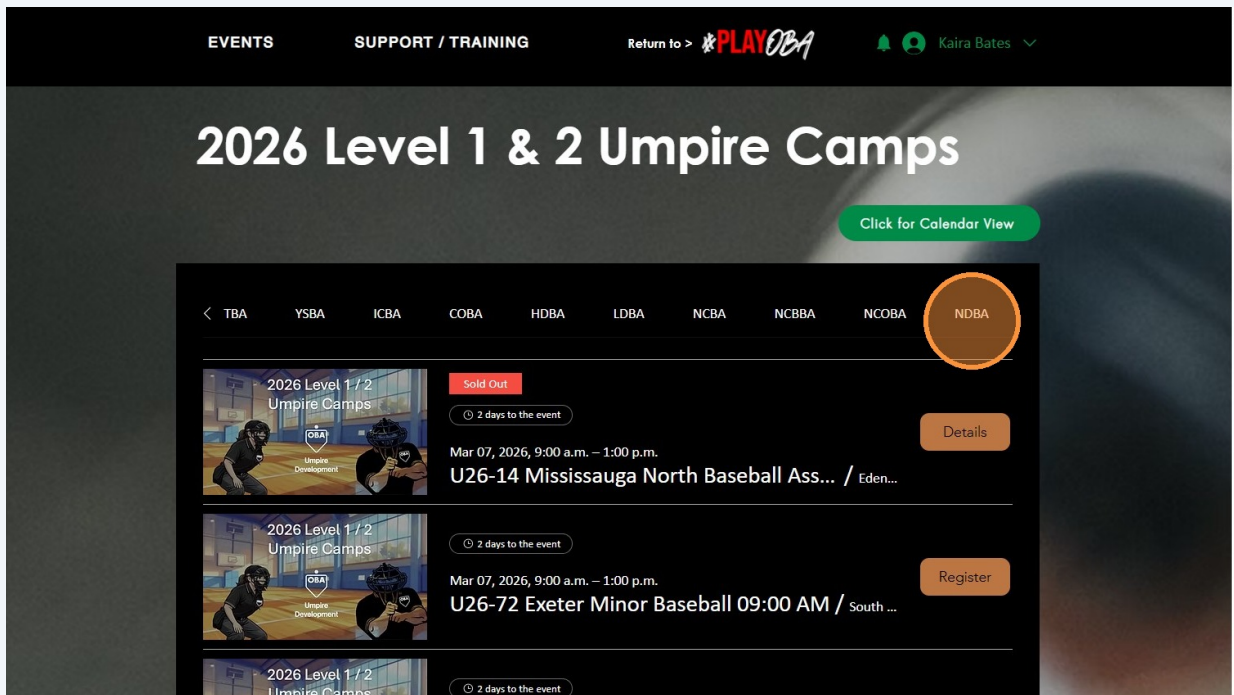 EVENTS SUPPORT / TRAINING Return to > #PLAYOBA Kaira Bates
2026 Level 1 & 2 Umpire Camps
Click for Calendar View
TBA YSBA ICBA COBA HDBA LDBA NCBA NCBBA NCOBA NDBA
2026 Level 1 / 2
Umpire Camps
OBA
Umpire
Development
Sold Out
2 days to the event
Mar 07, 2026, 9:00 a.m. – 1:00 p.m.
U26-14 Mississauga North Baseball Ass... / Eden...
Details
2026 Level 1 / 2
Umpire Camps
OBA
Umpire
Development
2 days to the event
Mar 07, 2026, 9:00 a.m. – 1:00 p.m.
U26-72 Exeter Minor Baseball 09:00 AM / South ...
Register
2026 Level 1 / 2
Umpire Camps
2 days to the event